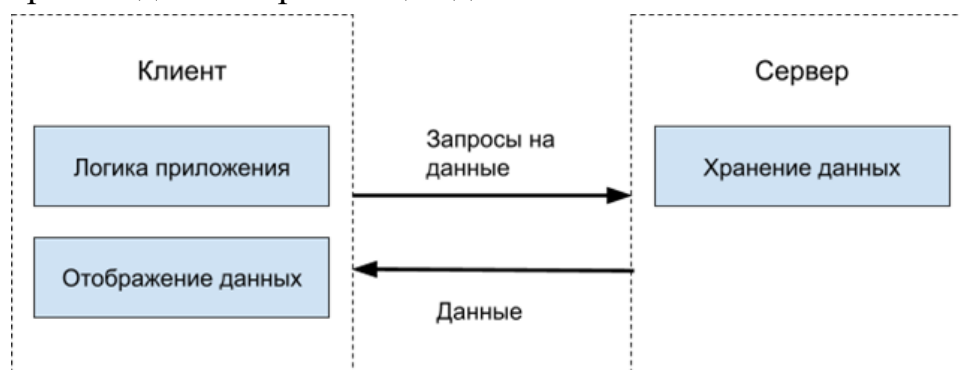 Клиент
Сервер
Логика приложения
Запросы на
данные
Хранение данных
Отображение данных
Данные